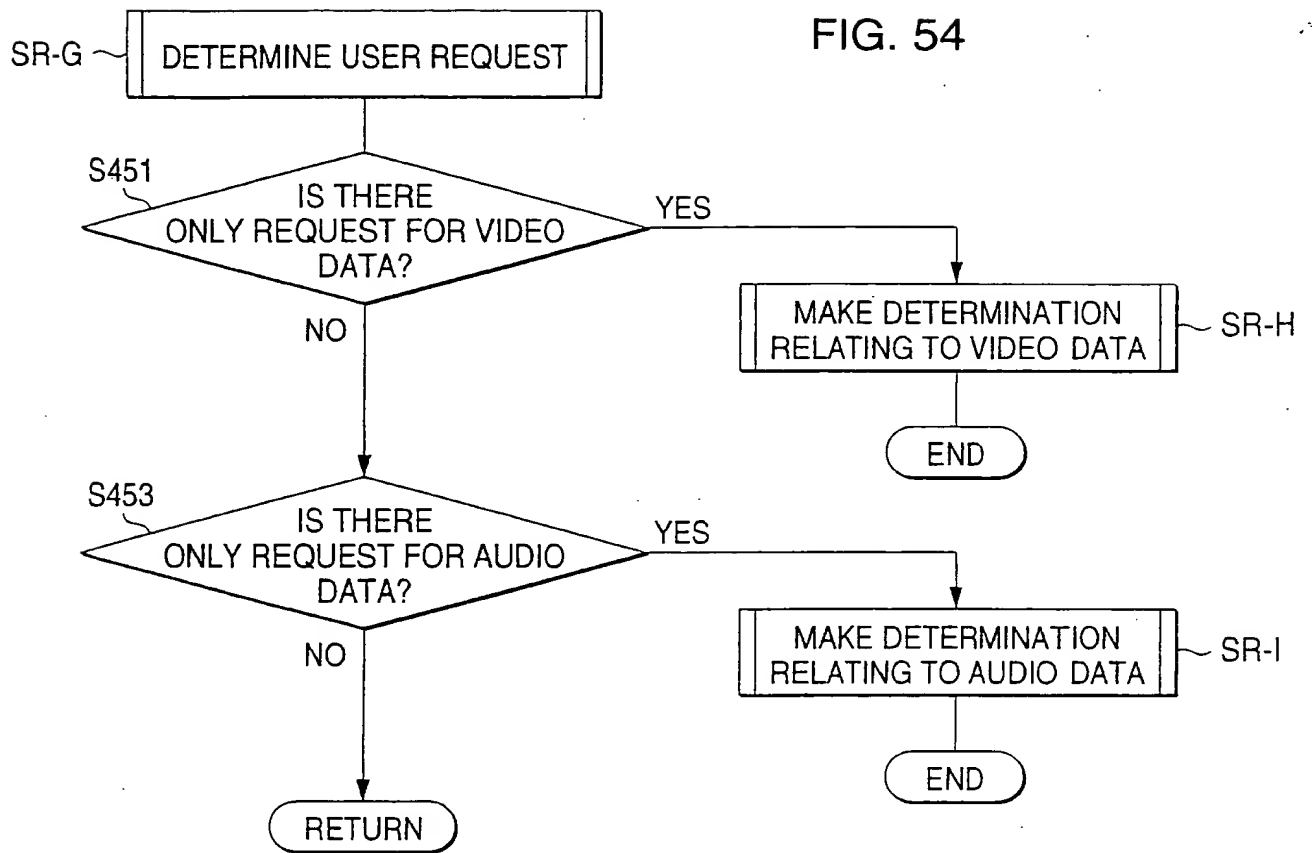 FIG. 54
SR-G
DETERMINE USER REQUEST
S451
IS THERE
ONLY REQUEST FOR VIDEO
DATA?
YES
NO
MAKE DETERMINATION
RELATING TO VIDEO DATA
SR-H
END
S453
IS THERE
ONLY REQUEST FOR AUDIO
DATA?
YES
NO
MAKE DETERMINATION
RELATING TO AUDIO DATA
SR-I
END
RETURN